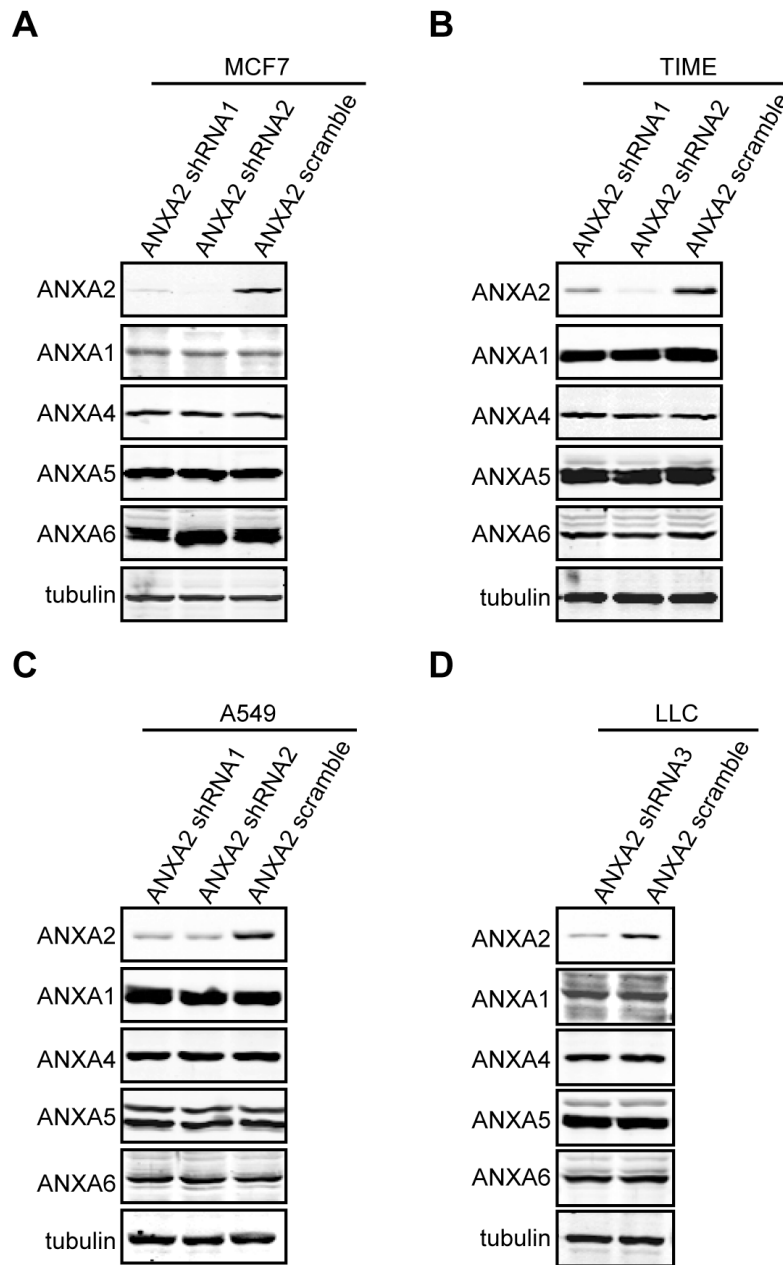 A
MCF7
ANXA2 shRNA1
ANXA2 shRNA2
ANXA2 scramble
ANXA2
ANXA1
ANXA4
ANXA5
ANXA6
tubulin
B
TIME
ANXA2 shRNA1
ANXA2 shRNA2
ANXA2 scramble
ANXA2
ANXA1
ANXA4
ANXA5
ANXA6
tubulin
C
A549
ANXA2 shRNA1
ANXA2 shRNA2
ANXA2 scramble
ANXA2
ANXA1
ANXA4
ANXA5
ANXA6
tubulin
D
LLC
ANXA2 shRNA3
ANXA2 scramble
ANXA2
ANXA1
ANXA4
ANXA5
ANXA6
tubulin